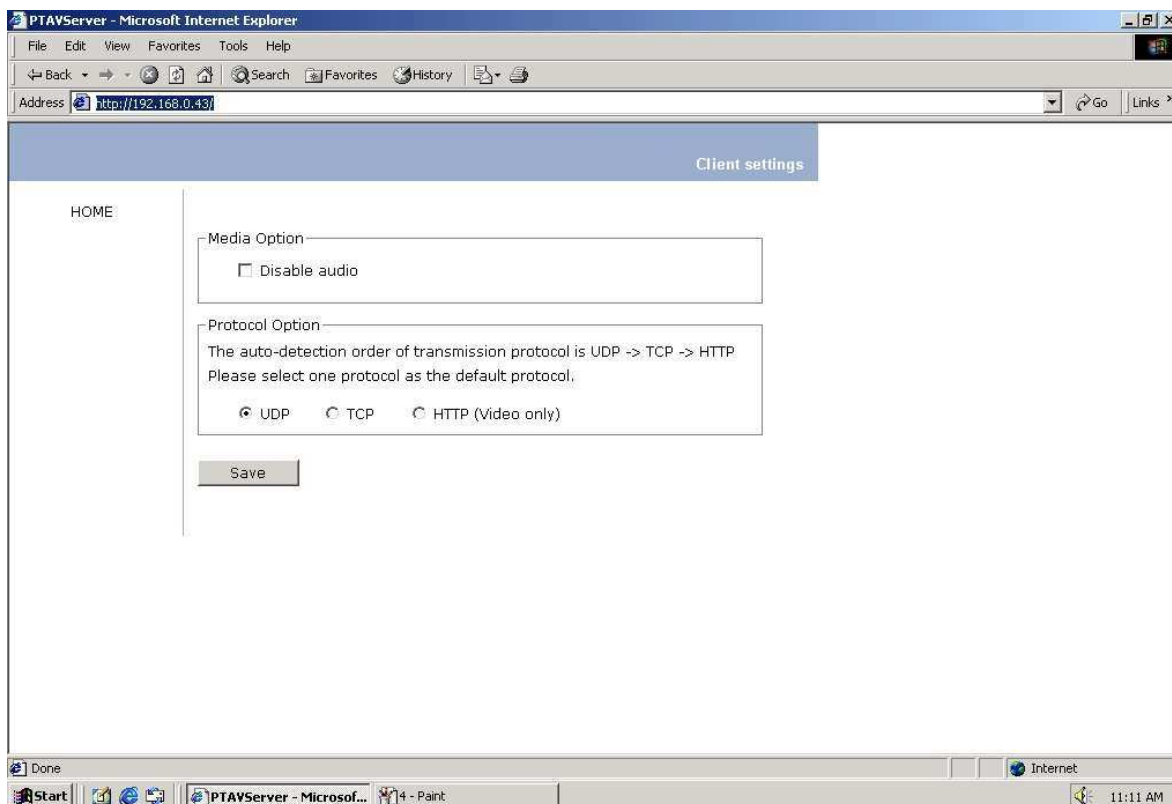 PTAVServer - Microsoft Internet Explorer
File Edit View Favorites Tools Help
Back Search Favorites History
Address http://192.168.0.43/ Go Links »
Client settings
HOME
Media Option
Disable audio
Protocol Option
The auto-detection order of transmission protocol is UDP -> TCP -> HTTP
Please select one protocol as the default protocol.
UDP TCP HTTP (Video only)
Save
Done Internet
Start PTAVServer - Microsof... 4 - Paint 11:11 AM